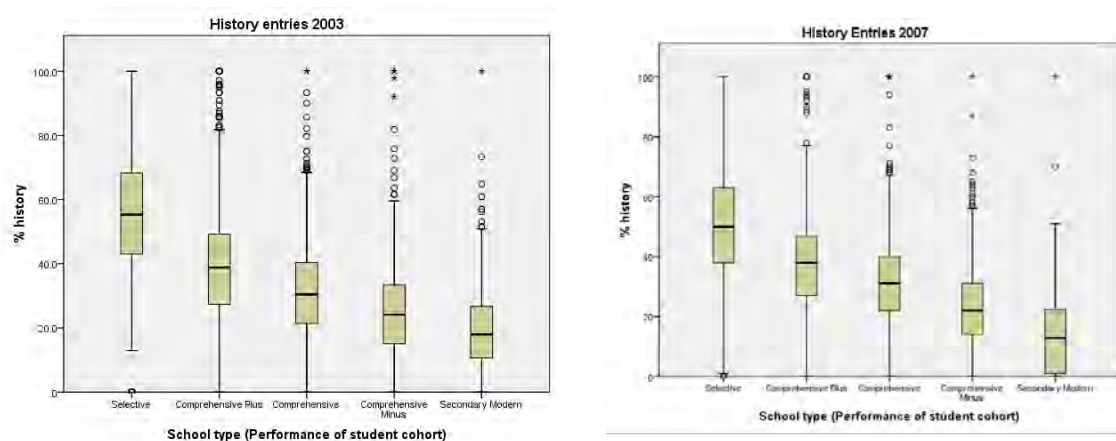 History entries 2003
% history
100.0
80.0
60.0
40.0
20.0
.0
Selective
Comprehensive Plus
Comprehensive
Comprehensive Minus
Secondary Modern
School type (Performance of student cohort)
History Entries 2007
% history
100
80
60
40
20
0
Selective
Comprehensive Plus
Comprehensive
Comprehensive Minus
Secondary Modern
School type (Performance of student cohort)